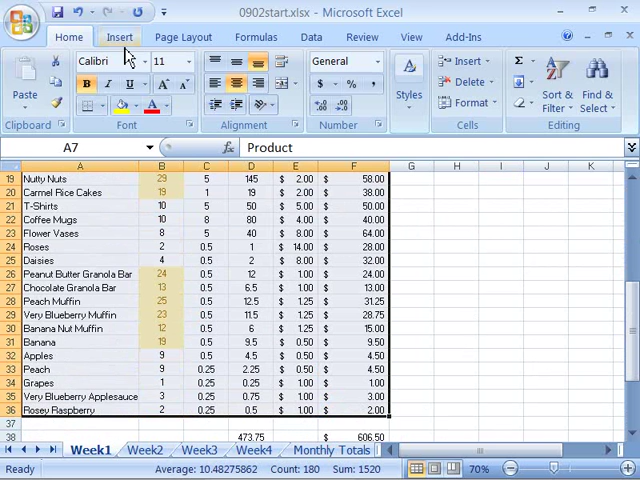 0902start.xlsx - Microsoft Excel
Home Insert Page Layout Formulas Data Review View Add-Ins
Calibri 11 General Insert Σ
Paste B I U A A $ % , Styles Delete Sort & Filter Find & Select
A Format
Clipboard Font Alignment Number Cells Editing
A7 fx Product
A B C D E F G H I J K
19 Nutty Nuts 29 5 145 $ 2.00 $ 58.00
20 Carmel Rice Cakes 19 1 19 $ 2.00 $ 38.00
21 T-Shirts 10 5 50 $ 5.00 $ 50.00
22 Coffee Mugs 10 8 80 $ 4.00 $ 40.00
23 Flower Vases 8 5 40 $ 8.00 $ 64.00
24 Roses 2 0.5 1 $ 14.00 $ 28.00
25 Daisies 4 0.5 2 $ 8.00 $ 32.00
26 Peanut Butter Granola Bar 24 0.5 12 $ 1.00 $ 24.00
27 Chocolate Granola Bar 13 0.5 6.5 $ 1.00 $ 13.00
28 Peach Muffin 25 0.5 12.5 $ 1.25 $ 31.25
29 Very Blueberry Muffin 23 0.5 11.5 $ 1.25 $ 28.75
30 Banana Nut Muffin 12 0.5 6 $ 1.25 $ 15.00
31 Banana 19 0.5 9.5 $ 0.50 $ 9.50
32 Apples 9 0.5 4.5 $ 0.50 $ 4.50
33 Peach 9 0.25 2.25 $ 0.50 $ 4.50
34 Grapes 1 0.25 0.25 $ 1.00 $ 1.00
35 Very Blueberry Applesauce 3 0.25 0.75 $ 1.00 $ 3.00
36 Rosey Raspberry 2 0.25 0.5 $ 1.00 $ 2.00
37
38 473.75 $ 606.50
Week1 Week2 Week3 Week4 Monthly Totals
Ready Average: 10.48275862 Count: 180 Sum: 1520 70%